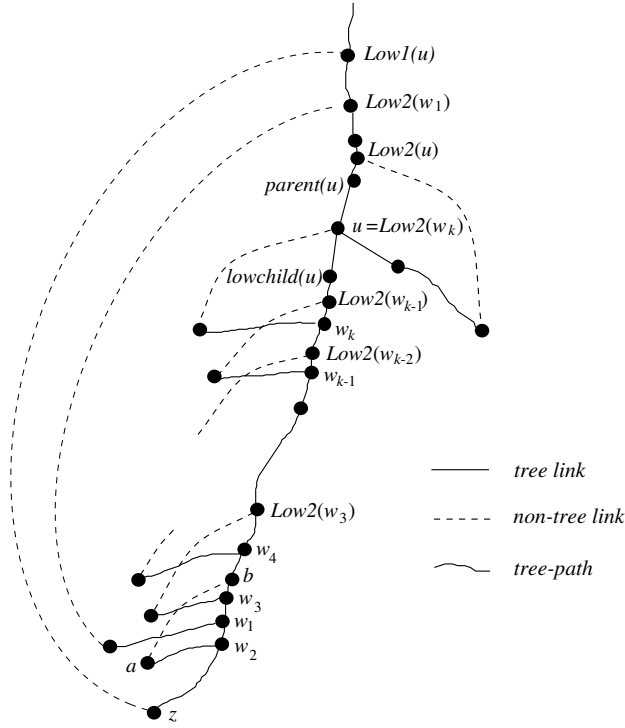 Low1(u)
Low2(w₁)
Low2(u)
parent(u)
u=Low2(wₖ)
lowchild(u)
Low2(wₖ₋₁)
wₖ
Low2(wₖ₋₂)
wₖ₋₁
tree link
Low2(w₃)
non-tree link
w₄
tree-path
b
w₃
w₁
w₂
a
z